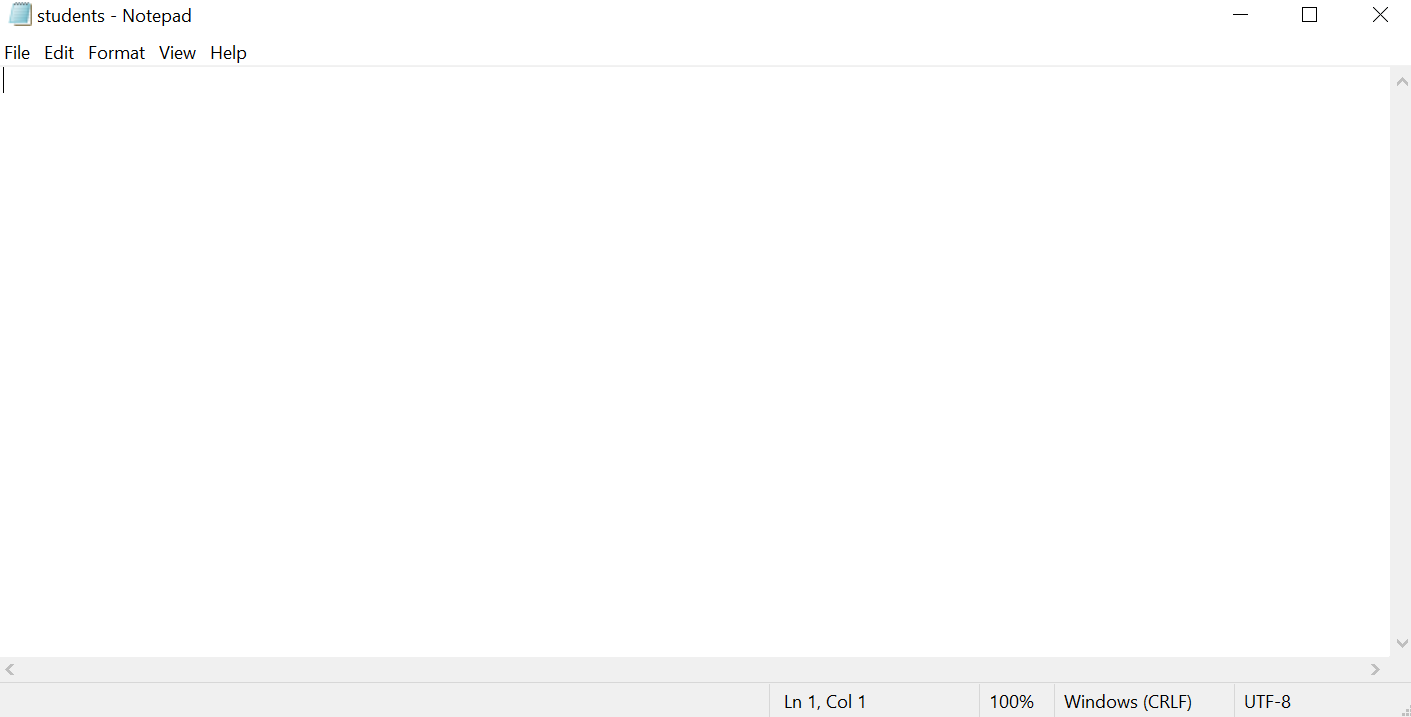 students - Notepad
File Edit Format View Help
Ln 1, Col 1 100% Windows (CRLF) UTF-8